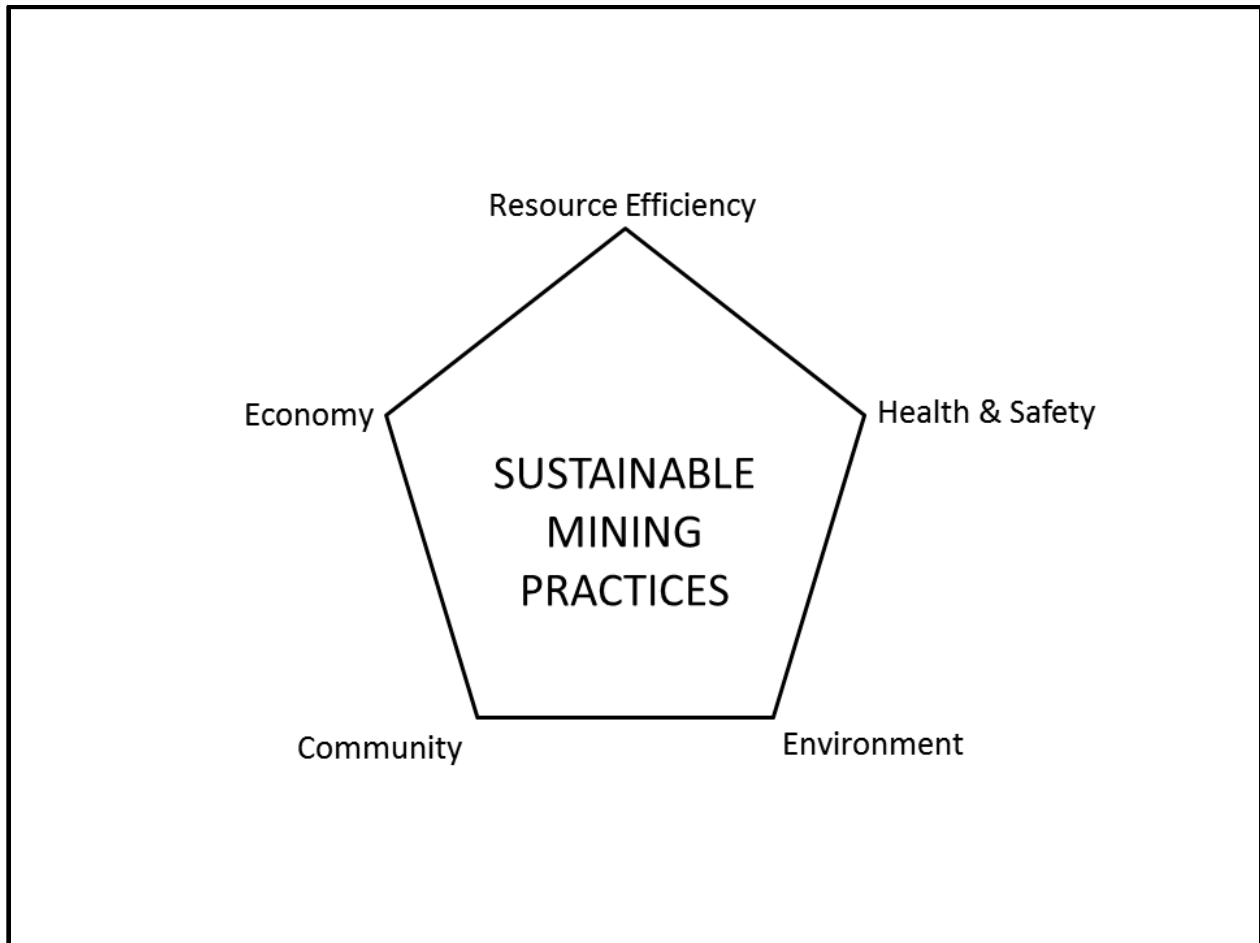 Resource Efficiency
Economy
Health & Safety
SUSTAINABLE
MINING
PRACTICES
Community
Environment